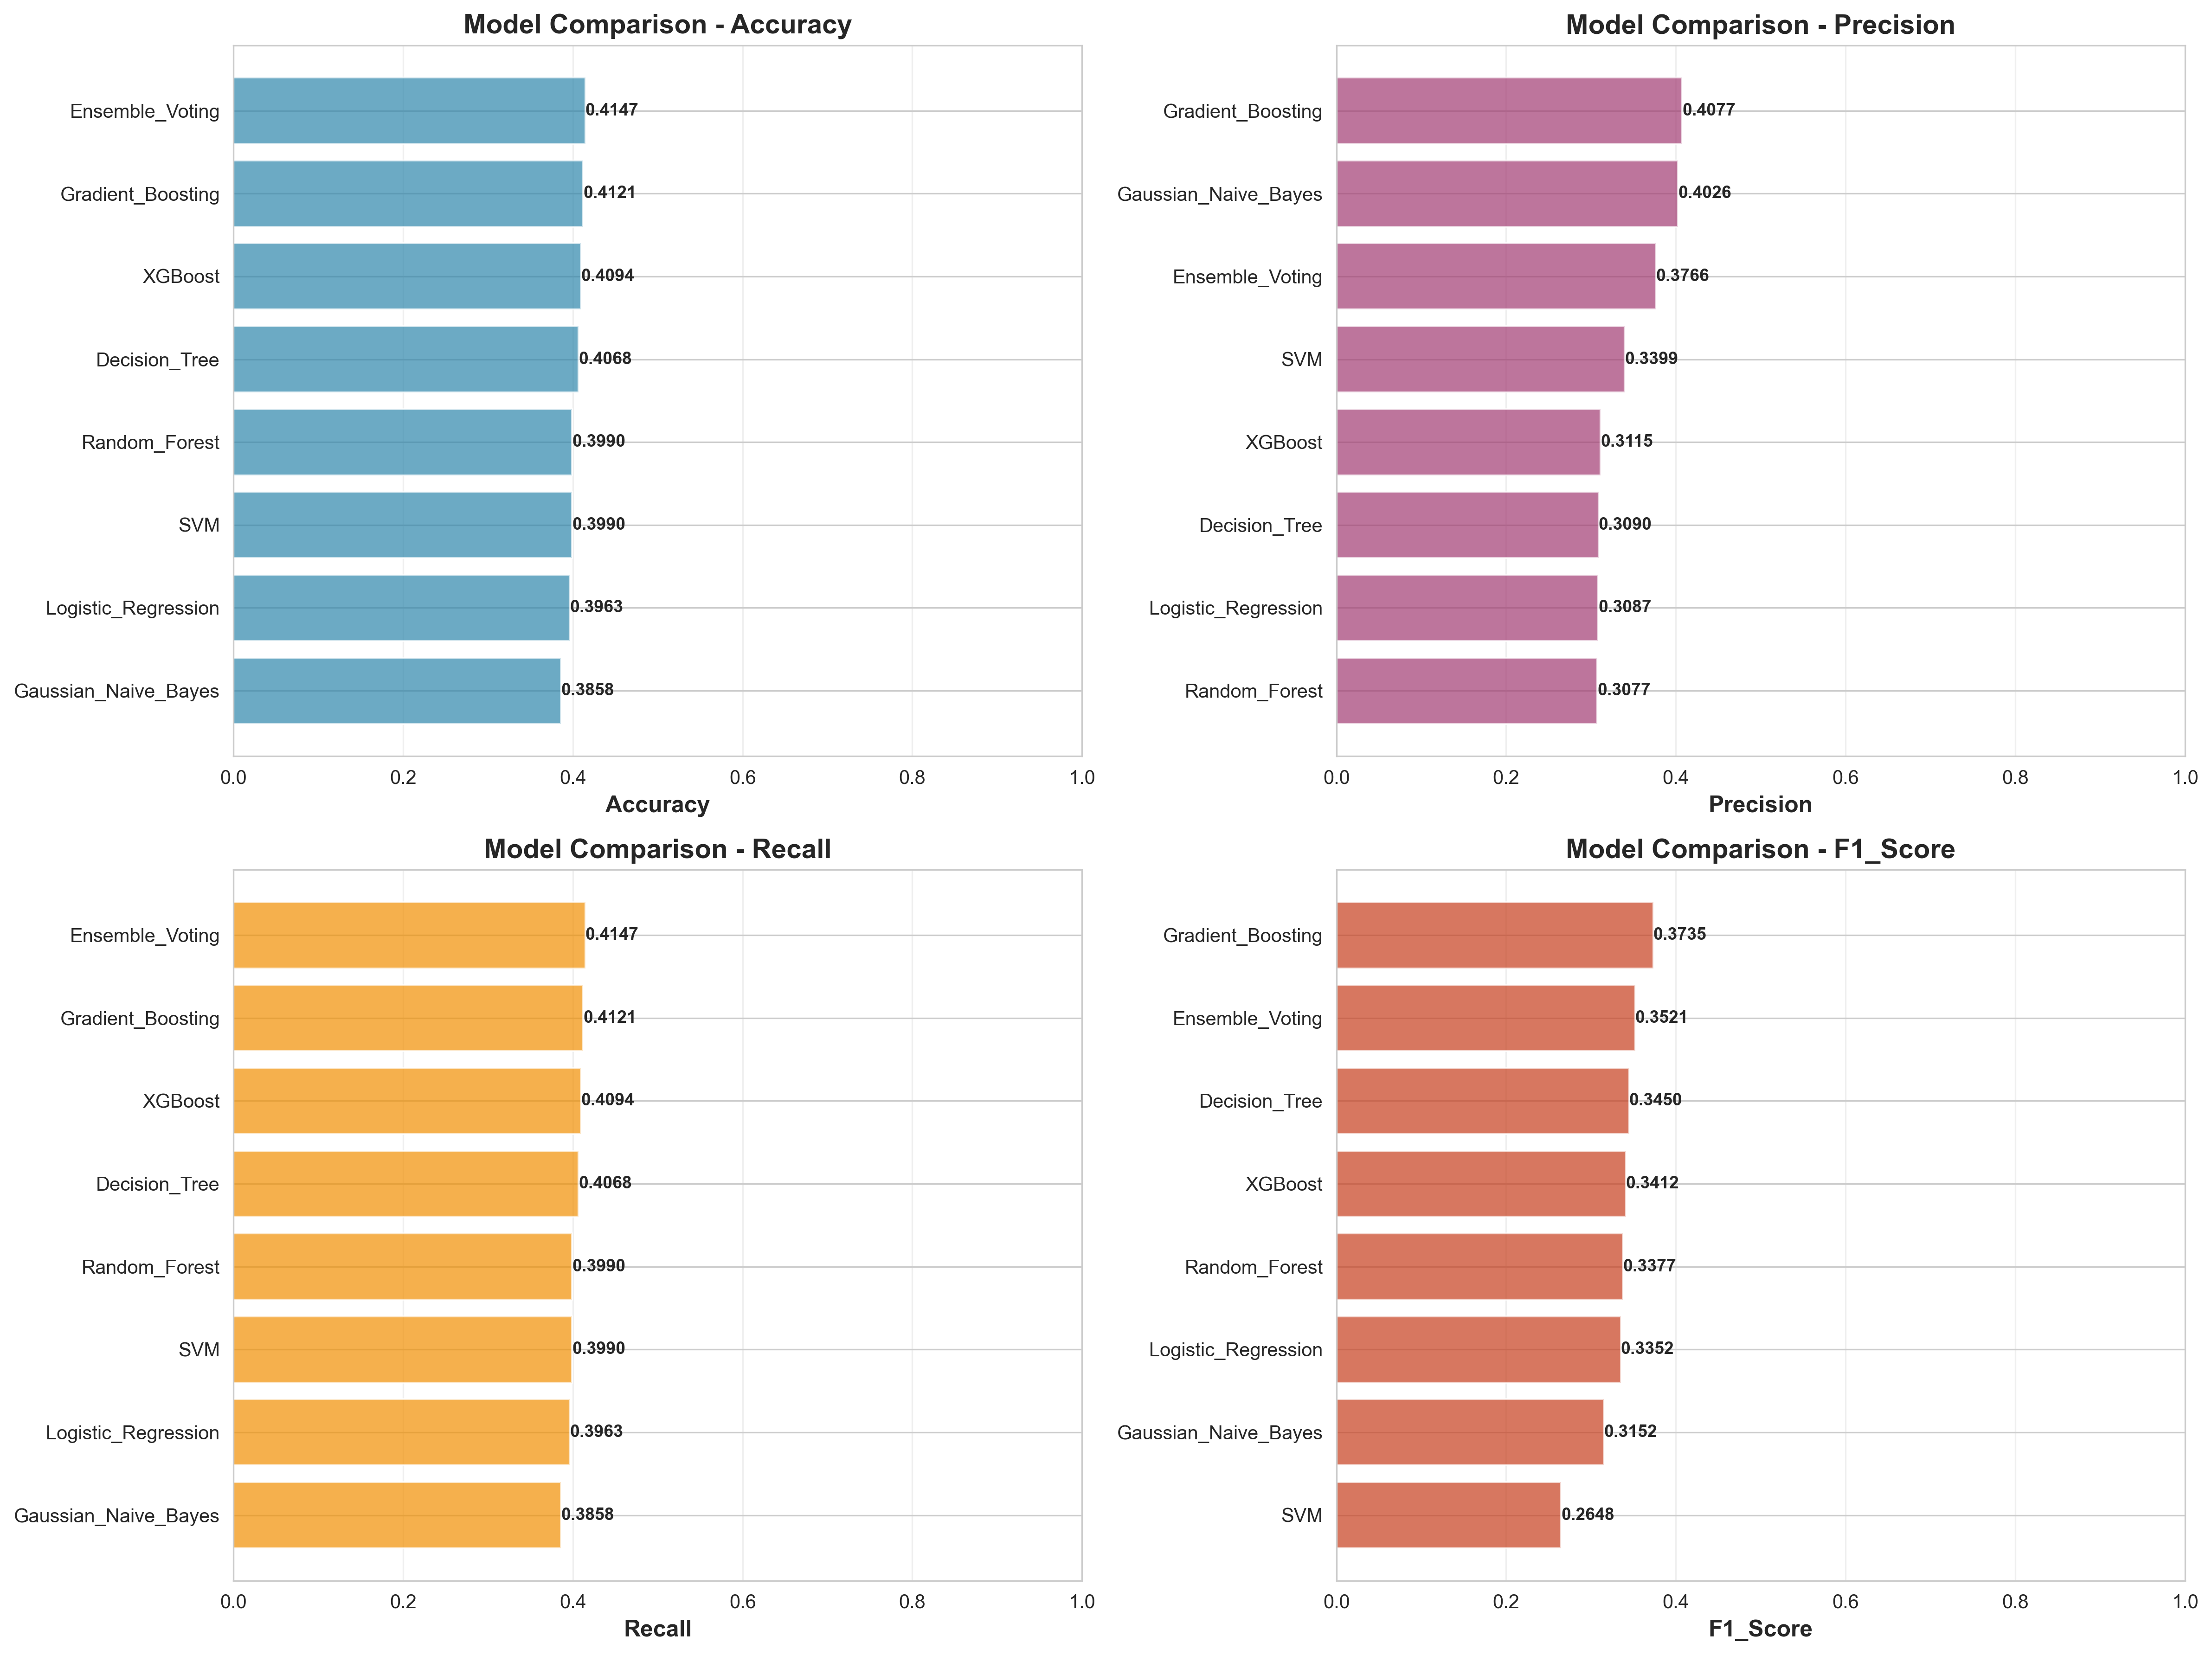 Model Comparison - Accuracy
Ensemble_Voting 0.4147
Gradient_Boosting 0.4121
XGBoost 0.4094
Decision_Tree 0.4068
Random_Forest 0.3990
SVM 0.3990
Logistic_Regression 0.3963
Gaussian_Naive_Bayes 0.3858
0.0 0.2 0.4 0.6 0.8 1.0
Accuracy
Model Comparison - Precision
Gradient_Boosting 0.4077
Gaussian_Naive_Bayes 0.4026
Ensemble_Voting 0.3766
SVM 0.3399
XGBoost 0.3115
Decision_Tree 0.3090
Logistic_Regression 0.3087
Random_Forest 0.3077
0.0 0.2 0.4 0.6 0.8 1.0
Precision
Model Comparison - Recall
Ensemble_Voting 0.4147
Gradient_Boosting 0.4121
XGBoost 0.4094
Decision_Tree 0.4068
Random_Forest 0.3990
SVM 0.3990
Logistic_Regression 0.3963
Gaussian_Naive_Bayes 0.3858
0.0 0.2 0.4 0.6 0.8 1.0
Recall
Model Comparison - F1_Score
Gradient_Boosting 0.3735
Ensemble_Voting 0.3521
Decision_Tree 0.3450
XGBoost 0.3412
Random_Forest 0.3377
Logistic_Regression 0.3352
Gaussian_Naive_Bayes 0.3152
SVM 0.2648
0.0 0.2 0.4 0.6 0.8 1.0
F1_Score